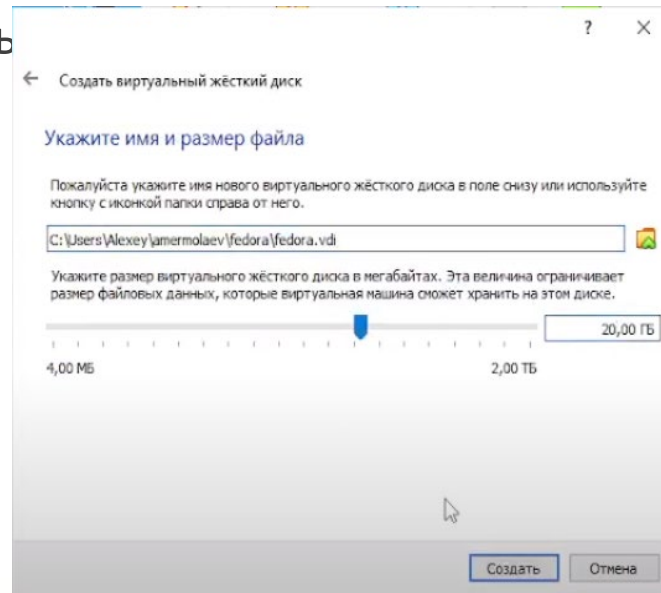 ь
?
Создать виртуальный жёсткий диск
Укажите имя и размер файла
Пожалуйста укажите имя нового виртуального жёсткого диска в поле снизу или используйте
кнопку с иконкой папки справа от него.
C:\Users\Alexey\amermolaev\fedora\fedora.vdi
Укажите размер виртуального жёсткого диска в мегабайтах. Эта величина ограничивает
размер файловых данных, которые виртуальная машина сможет хранить на этом диске.
20,00 ГБ
4,00 МБ 2,00 ТБ
Создать Отмена